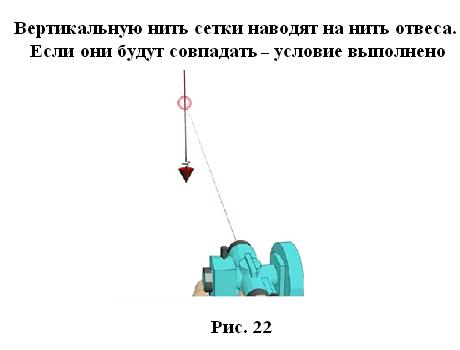 Вертикальную нить сетки наводят на нить отвеса.
Если они будут совпадать – условие выполнено
Рис. 22